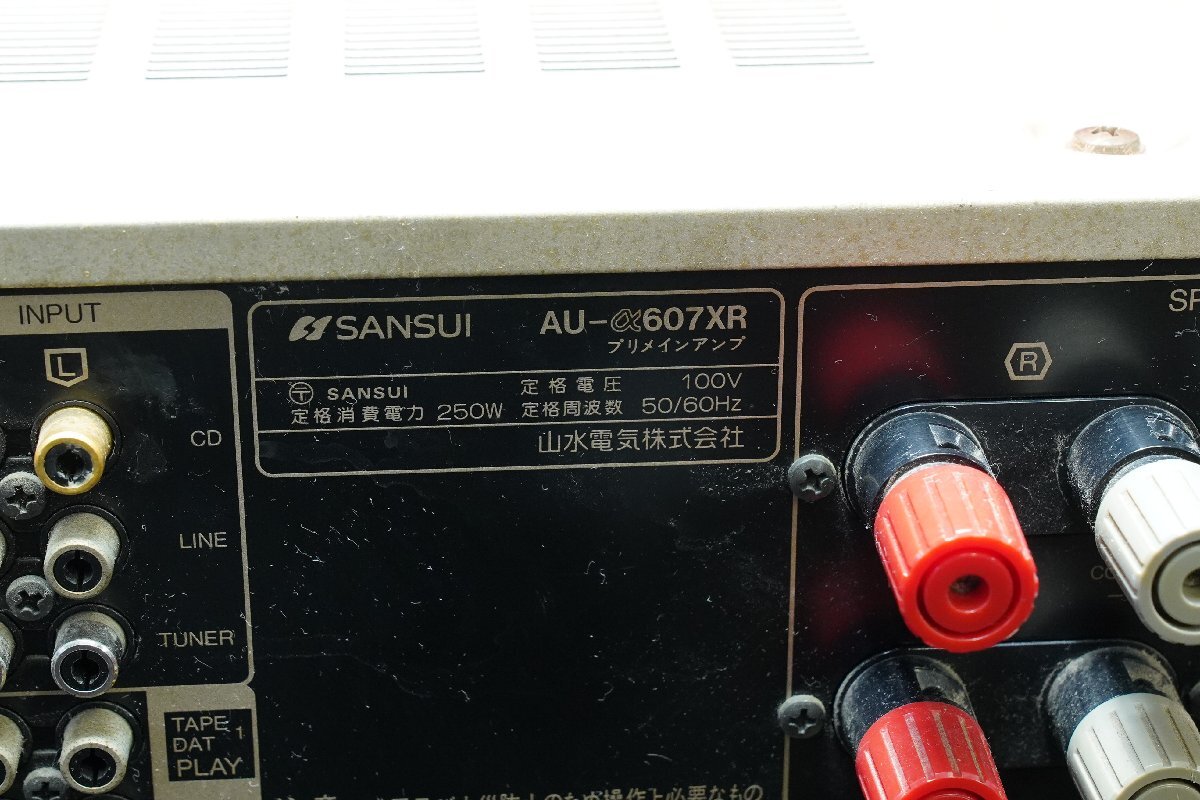 INPUT
L
CD
LINE
TUNER
TAPE 1
DAT
PLAY
SANSUI AU-α607XR
プリメインアンプ
〒 SANSUI 定格電圧 100V
定格消費電力 250W 定格周波数 50/60Hz
山水電気株式会社
SP
R